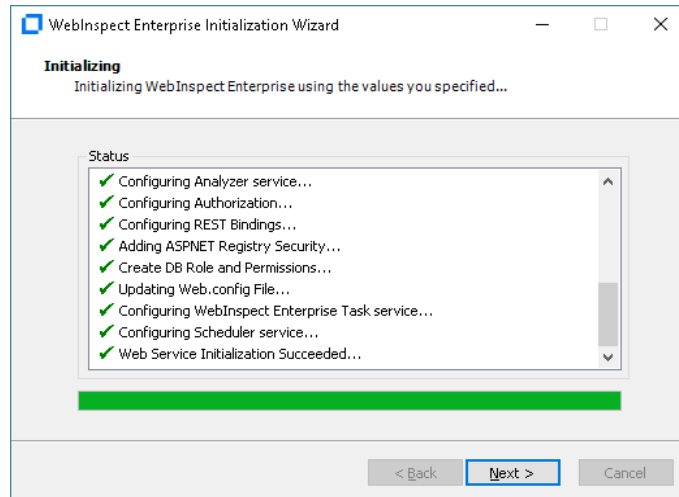 WebInspect Enterprise Initialization Wizard
Initializing
Initializing WebInspect Enterprise using the values you specified...
Status
Configuring Analyzer service...
Configuring Authorization...
Configuring REST Bindings...
Adding ASPNET Registry Security...
Create DB Role and Permissions...
Updating Web.config File...
Configuring WebInspect Enterprise Task service...
Configuring Scheduler service...
Web Service Initialization Succeeded...
< Back
Next >
Cancel